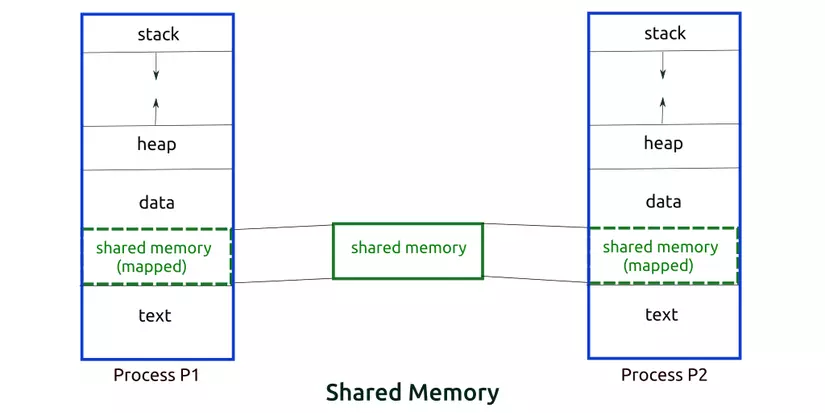 stack
heap
data
shared memory
(mapped)
text
Process P1
shared memory
stack
heap
data
shared memory
(mapped)
text
Process P2
Shared Memory